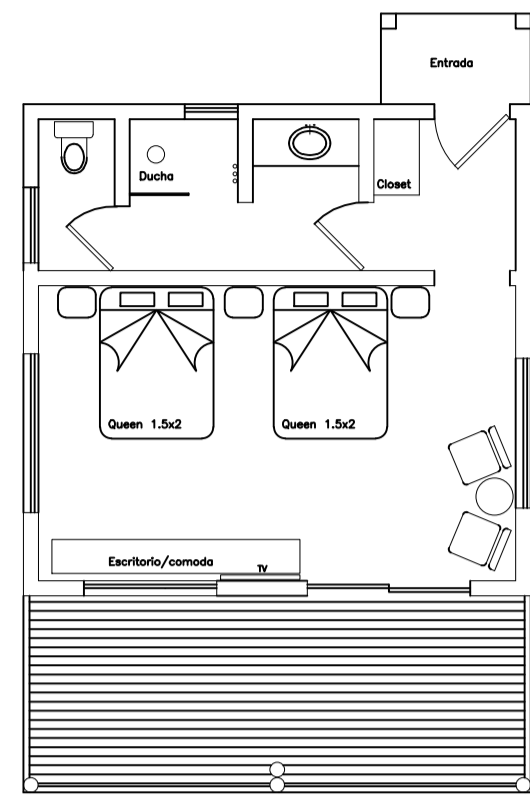 Entrada
Ducha
Closet
Queen 1.5x2
Queen 1.5x2
Escritorio/comoda
TV